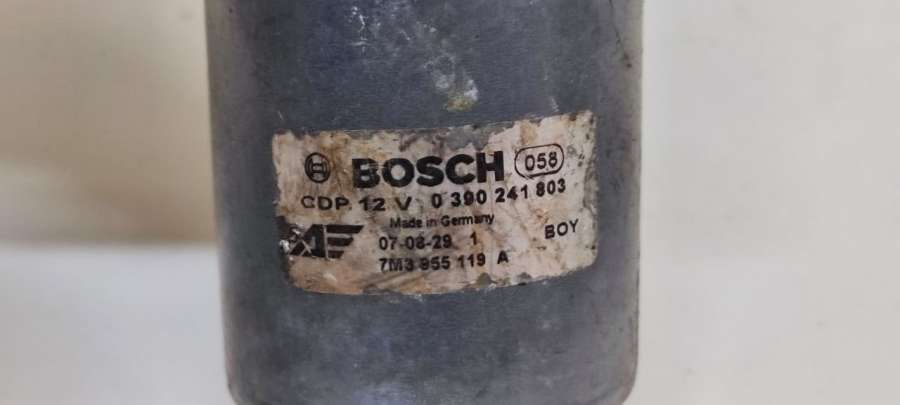 BOSCH 058
CDP 12 V 0 390 241 803
Made in Germany
07-08-29 1 BOY
7M3 955 119 A